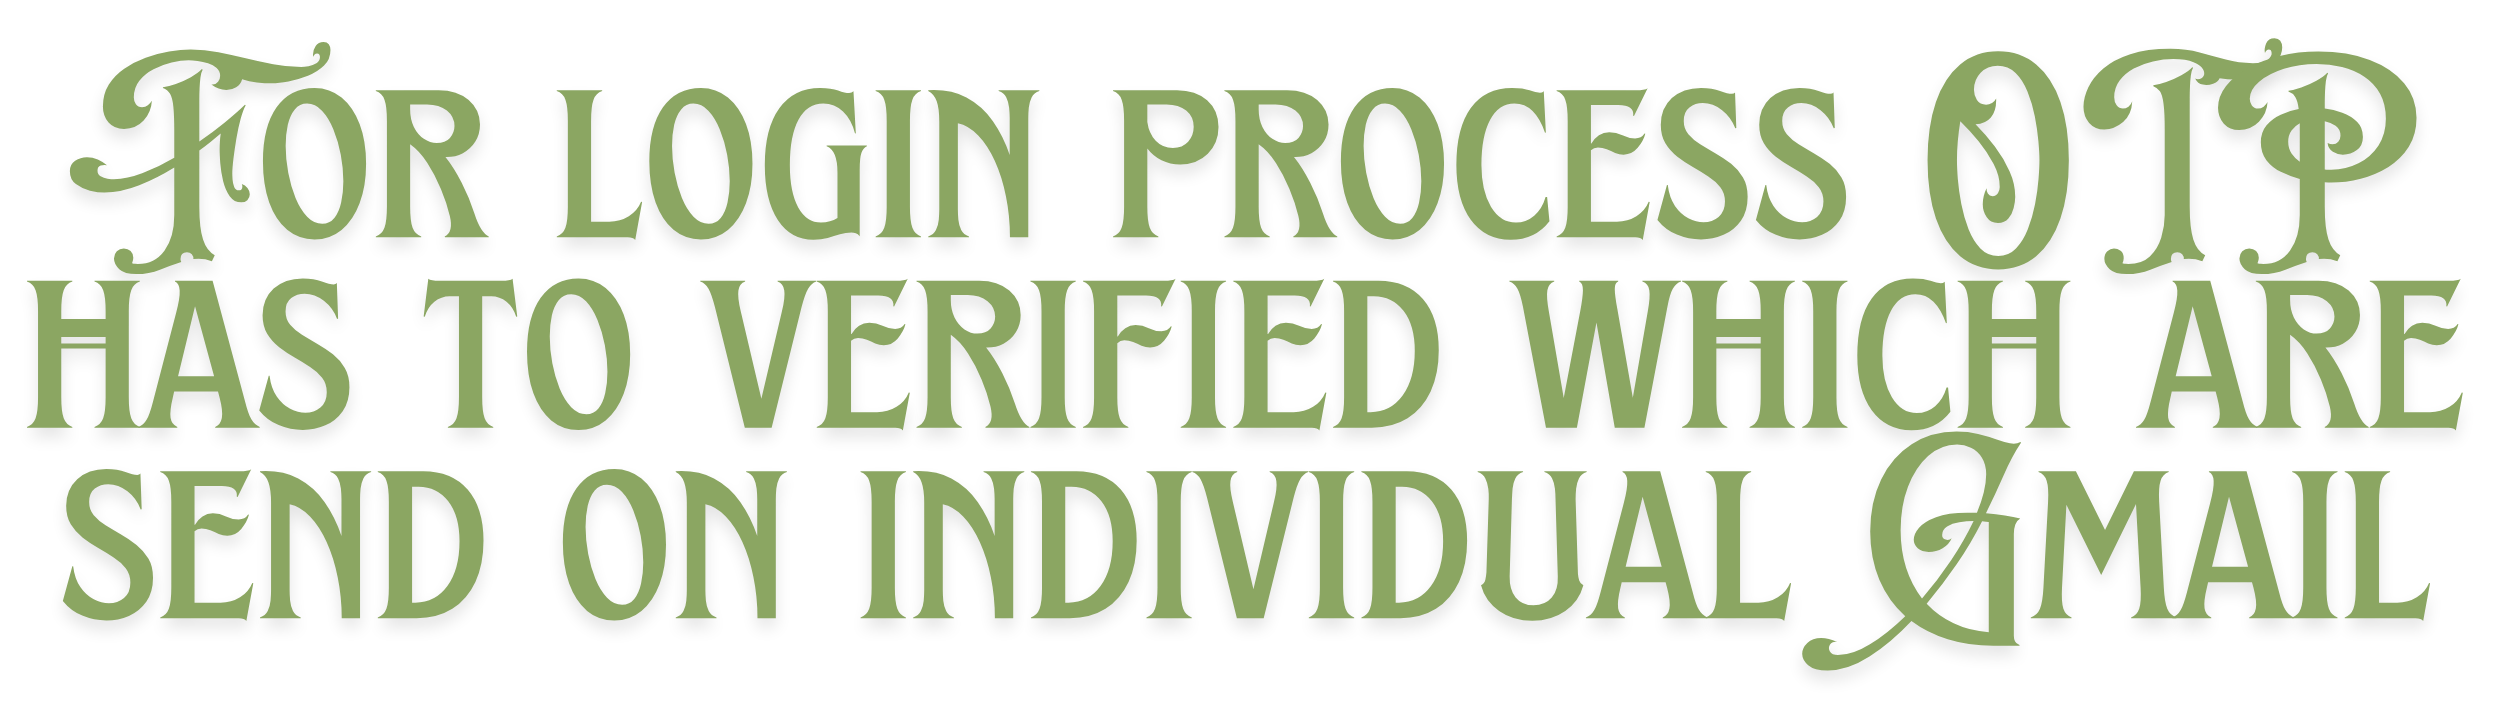 For login process OTP
has to verified which are
send on individual Gmail